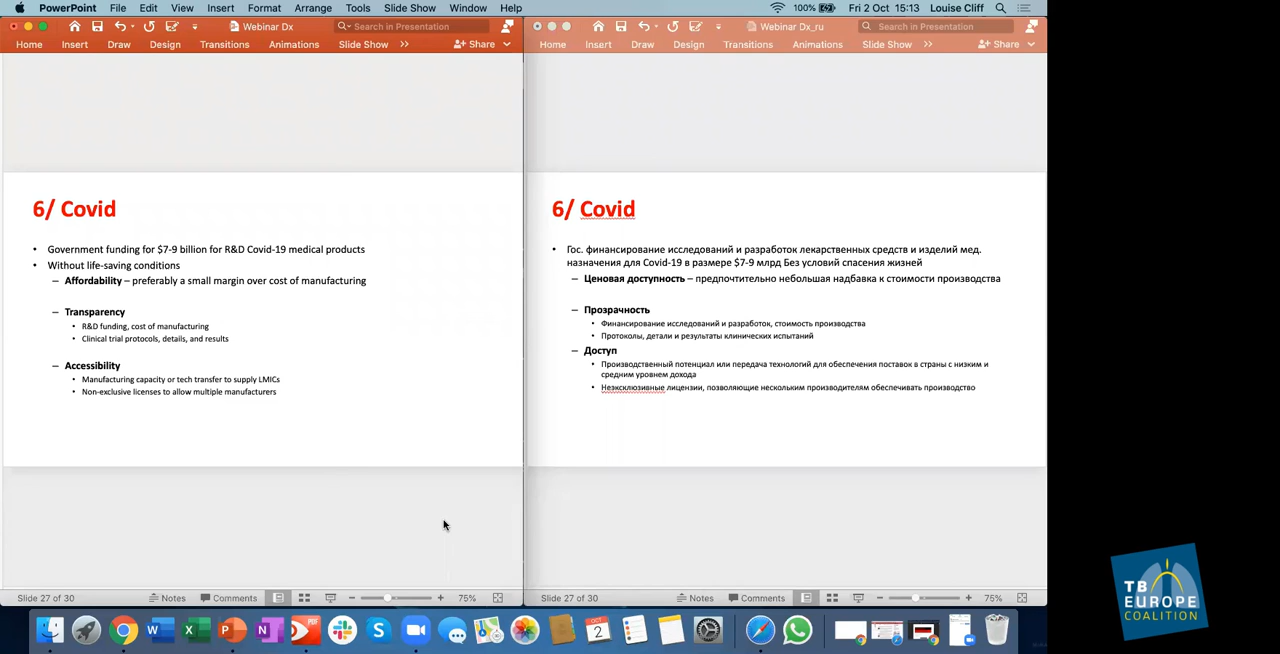 PowerPoint File Edit View Insert Format Arrange Tools Slide Show Window Help 100% Fri 2 Oct 15:13 Louise Cliff
Webinar Dx Search in Presentation
Home Insert Draw Design Transitions Animations Slide Show >> Share
6/ Covid
• Government funding for $7-9 billion for R&D Covid-19 medical products
• Without life-saving conditions
– Affordability – preferably a small margin over cost of manufacturing
– Transparency
• R&D funding, cost of manufacturing
• Clinical trial protocols, details, and results
– Accessibility
• Manufacturing capacity or tech transfer to supply LMICs
• Non-exclusive licenses to allow multiple manufacturers
Slide 27 of 30 Notes Comments 75%
Webinar Dx_ru Search in Presentation
Home Insert Draw Design Transitions Animations Slide Show >> Share
6/ Covid
• Гос. финансирование исследований и разработок лекарственных средств и изделий мед.
назначения для Covid-19 в размере $7-9 млрд Без условий спасения жизней
– Ценовая доступность – предпочтительно небольшая надбавка к стоимости производства
– Прозрачность
• Финансирование исследований и разработок, стоимость производства
• Протоколы, детали и результаты клинических испытаний
– Доступ
• Производственный потенциал или передача технологий для обеспечения поставок в страны с низким и
средним уровнем дохода
• Неэксклюзивные лицензии, позволяющие нескольким производителям обеспечивать производство
Slide 27 of 30 Notes Comments 75%
OCT
2
TB
EUROPE
COALITION